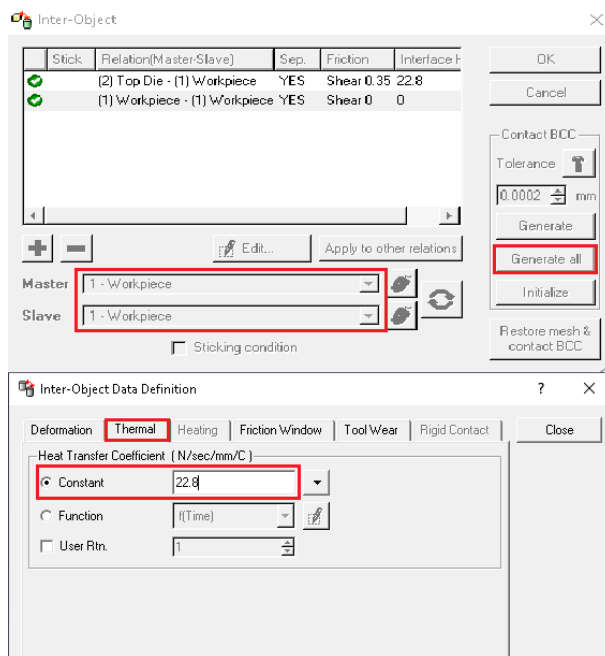 Inter-Object
Stick Relation(Master-Slave) Sep. Friction Interface H
(2) Top Die - (1) Workpiece YES Shear 0.35 22.8
(1) Workpiece - (1) Workpiece YES Shear 0 0
OK
Cancel
Contact BCC
Tolerance
0.0002 mm
Generate
Generate all
Initialize
Restore mesh &
contact BCC
Edit...
Apply to other relations
Master 1 - Workpiece
Slave 1 - Workpiece
Sticking condition
Inter-Object Data Definition ?
Deformation Thermal Heating Friction Window Tool Wear Rigid Contact
Close
Heat Transfer Coefficient ( N/sec/mm/C )
Constant 22.8
Function f(Time)
User Rtn. 1